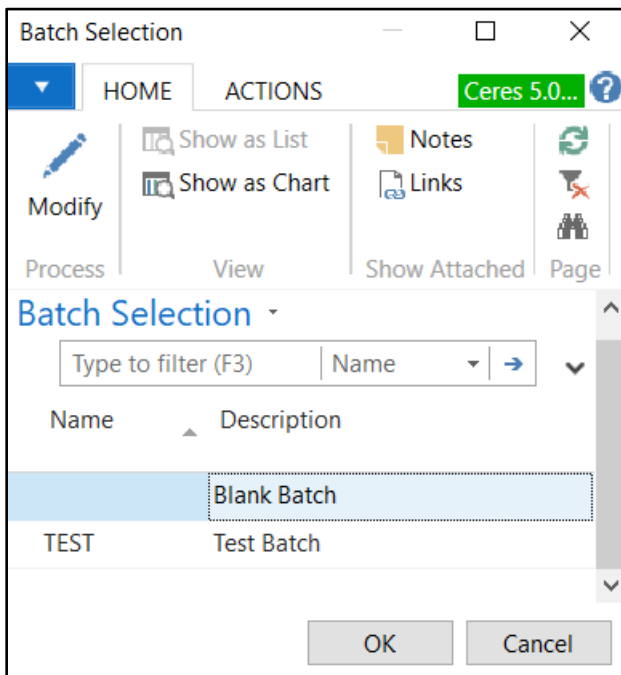 Batch Selection
HOME ACTIONS Ceres 5.0... ?
Show as List Notes
Modify Show as Chart Links
Process View Show Attached Page
Batch Selection
Type to filter (F3) Name
Name Description
Blank Batch
TEST Test Batch
OK Cancel